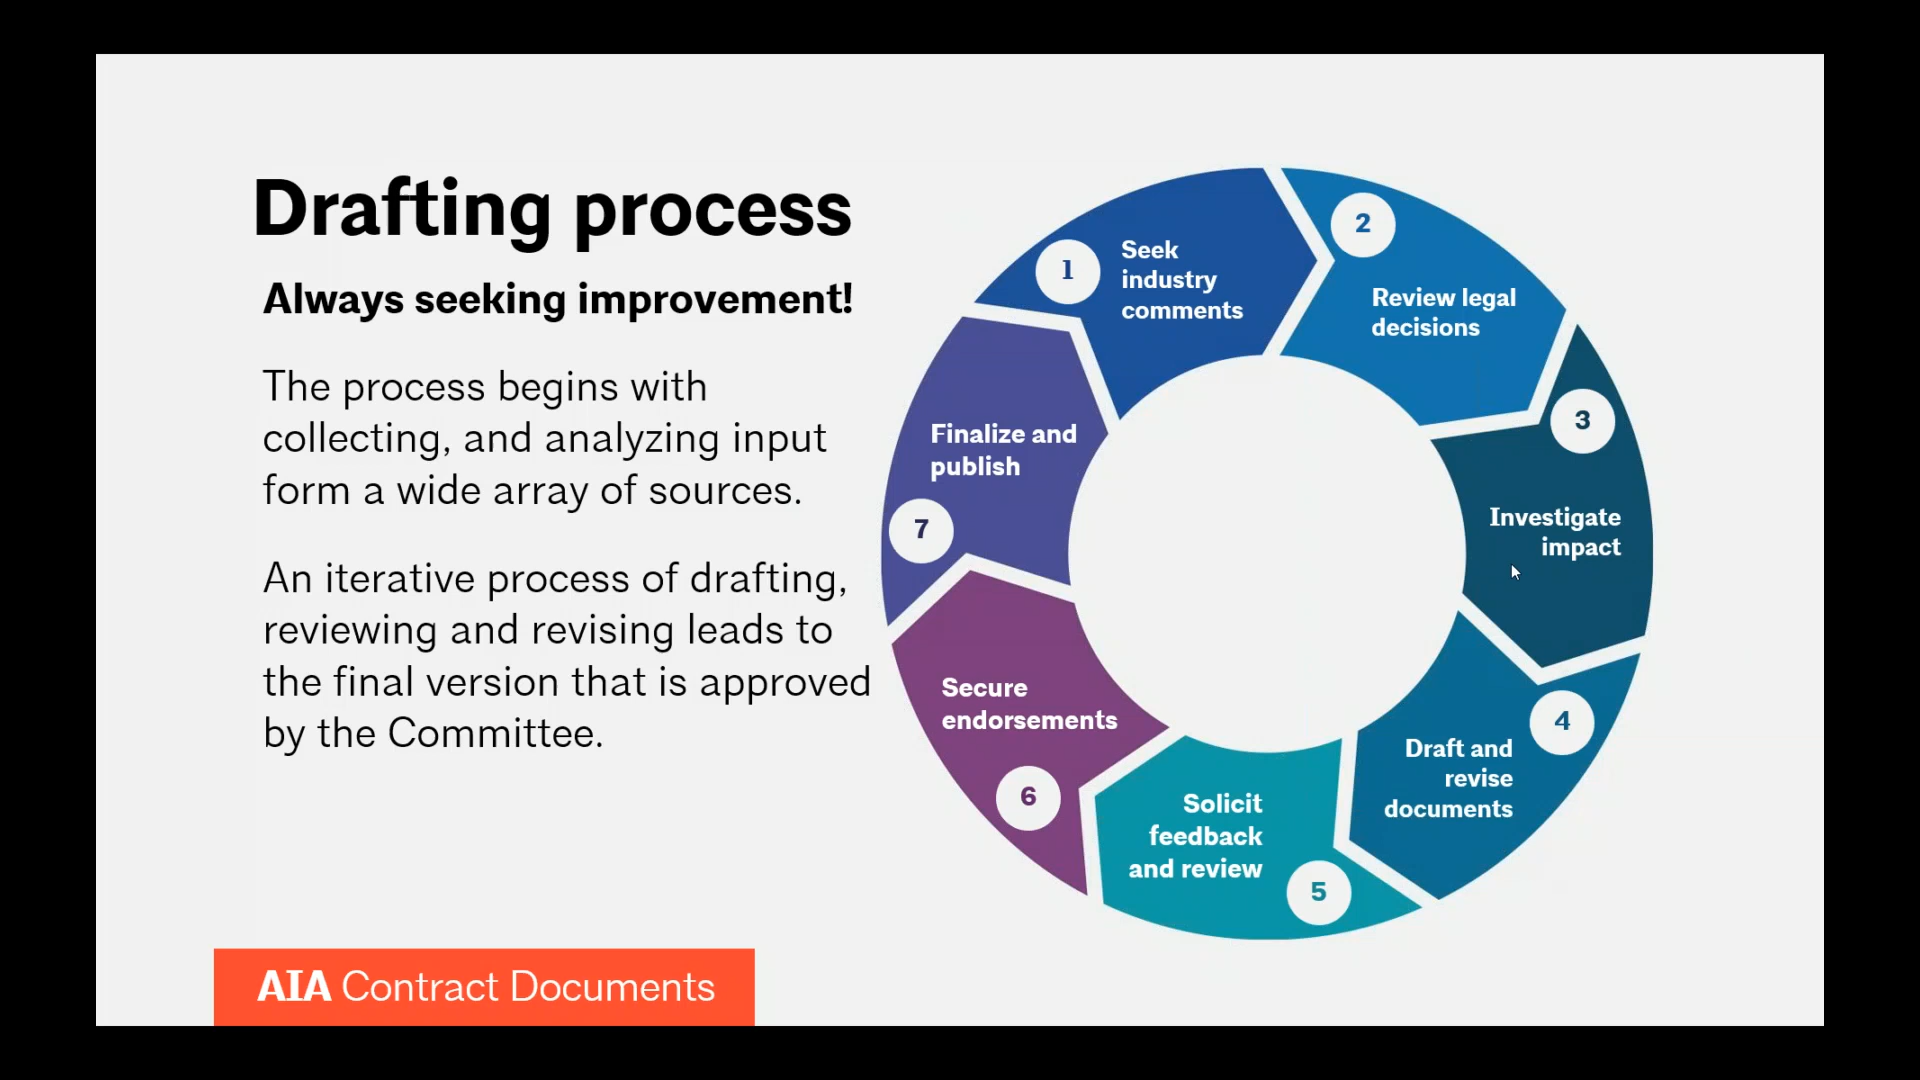 Drafting process
Always seeking improvement!
The process begins with
collecting, and analyzing input
form a wide array of sources.
An iterative process of drafting,
reviewing and revising leads to
the final version that is approved
by the Committee.
1
Seek
industry
comments
2
Review legal
decisions
3
Investigate
impact
4
Draft and
revise
documents
5
Solicit
feedback
and review
6
Secure
endorsements
7
Finalize and
publish
AIA Contract Documents